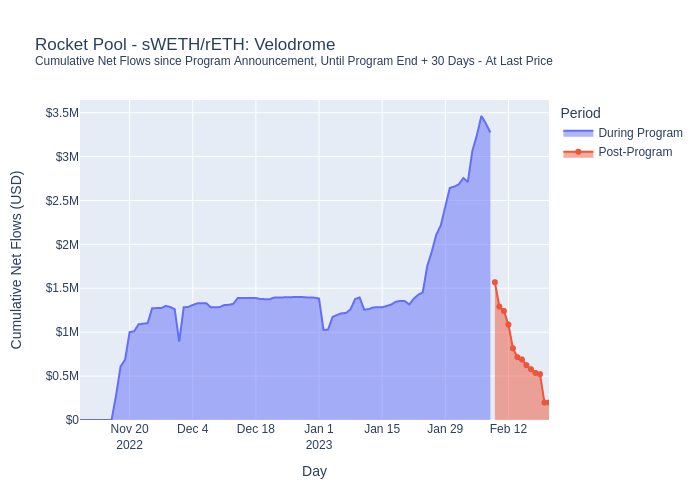 Rocket Pool - sWETH/rETH: Velodrome
Cumulative Net Flows since Program Announcement, Until Program End + 30 Days - At Last Price
Cumulative Net Flows (USD)
$3.5M
$3M
$2.5M
$2M
$1.5M
$1M
$0.5M
$0
Nov 20
2022
Dec 4
Dec 18
Jan 1
2023
Jan 15
Jan 29
Feb 12
Day
Period
During Program
Post-Program